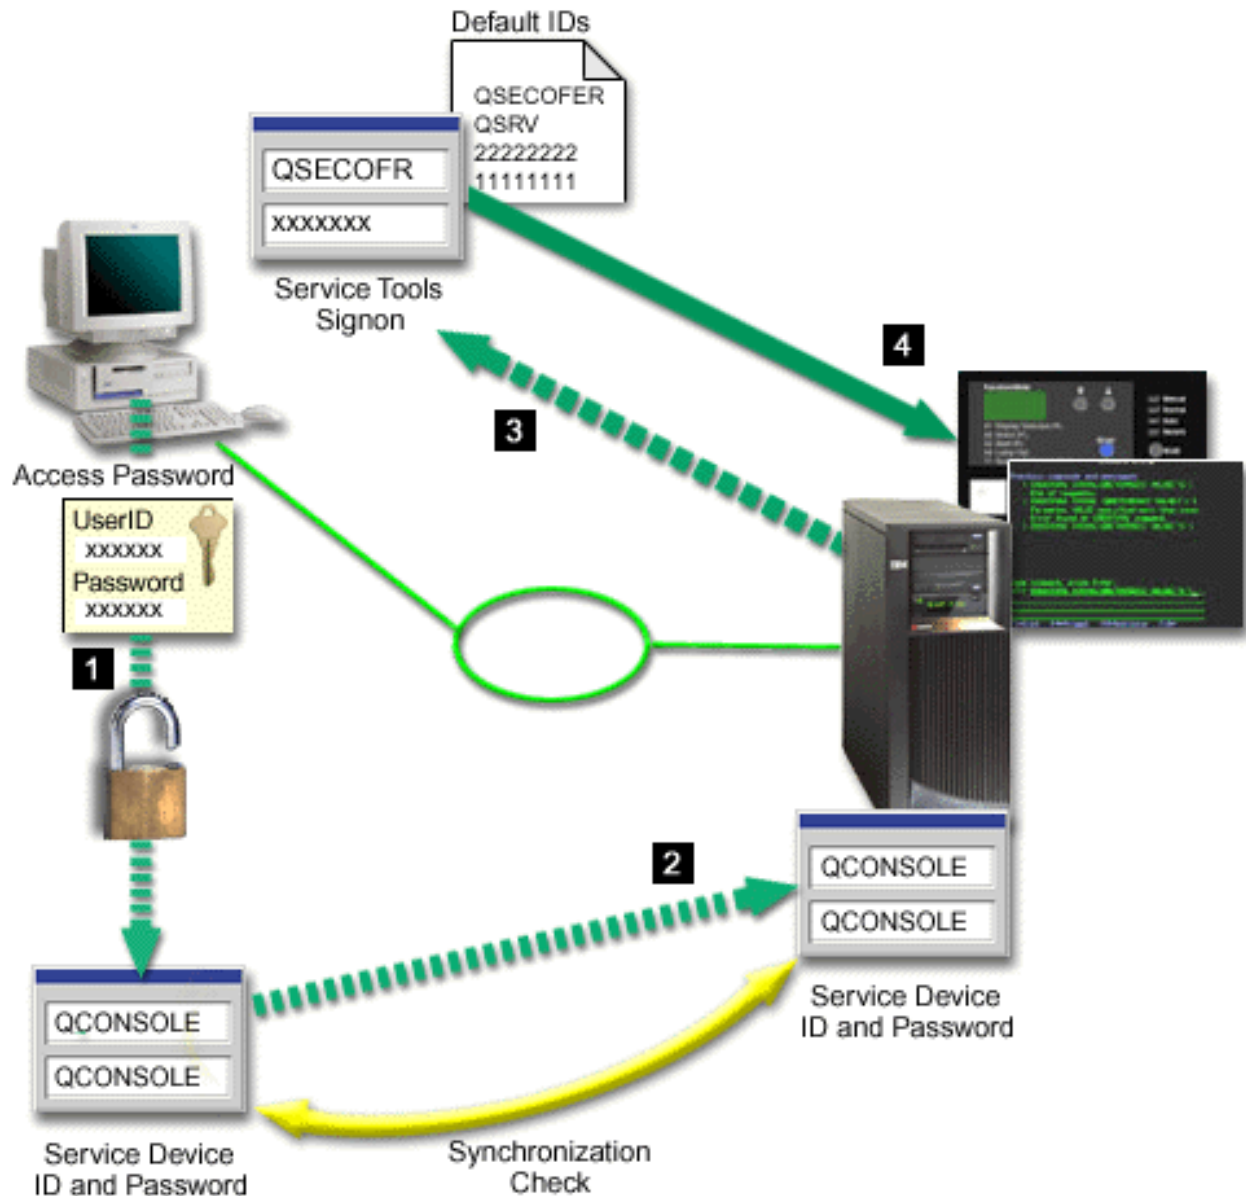 Default IDs
QSECOFER
QSRV
22222222
11111111
QSECOFR
xxxxxxx
Service Tools
Signon
4
3
Access Password
UserID
xxxxxx
Password
xxxxxx
IBM
1
2
QCONSOLE
QCONSOLE
Service Device
ID and Password
QCONSOLE
QCONSOLE
Service Device
ID and Password
Synchronization
Check